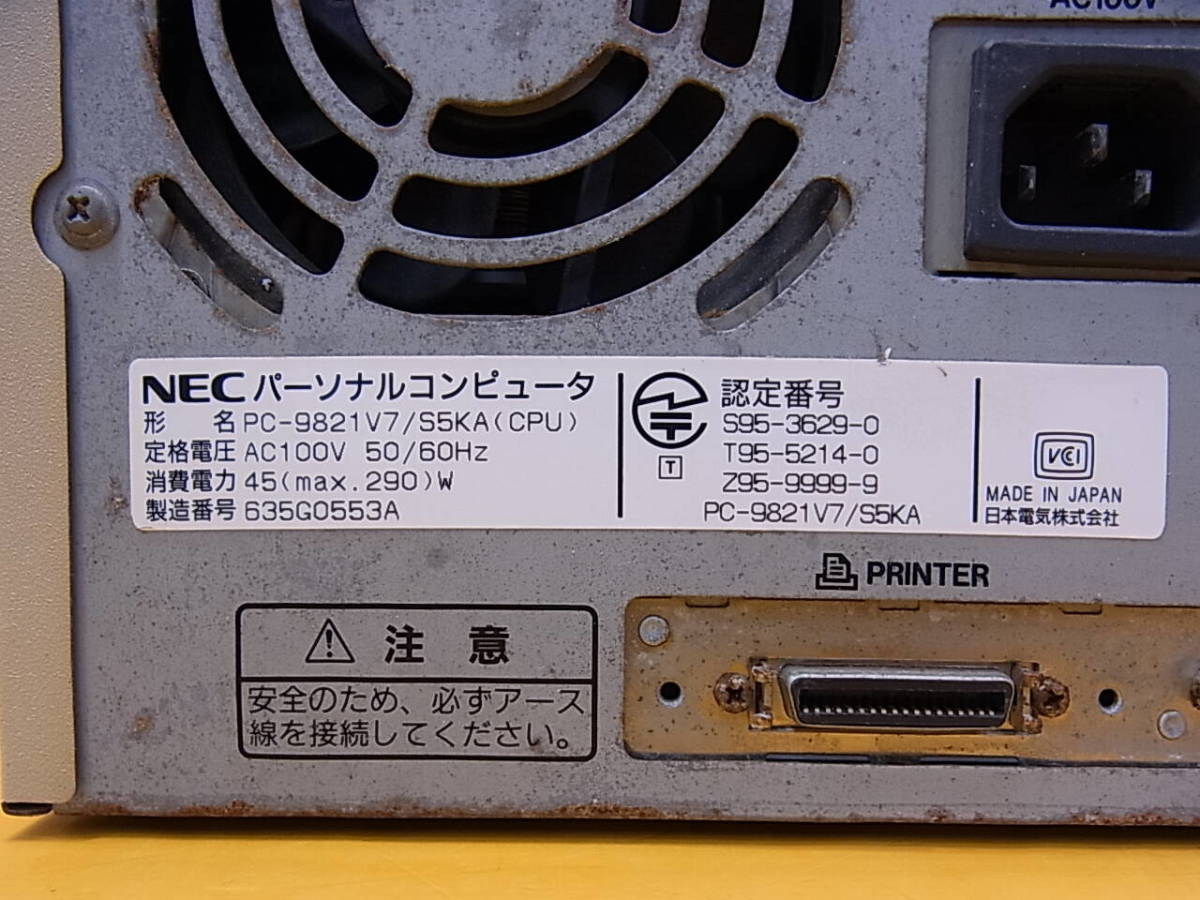 AC100V
NECパーソナルコンピュータ
形 名 PC-9821V7/S5KA(CPU)
定格電圧 AC100V 50/60Hz
消費電力 45(max.290)W
製造番号 635G0553A
T
認定番号
S95-3629-0
T95-5214-0
Z95-9999-9
PC-9821V7/S5KA
VCI
MADE IN JAPAN
日本電気株式会社
PRINTER
注 意
安全のため、必ずアース
線を接続してください。